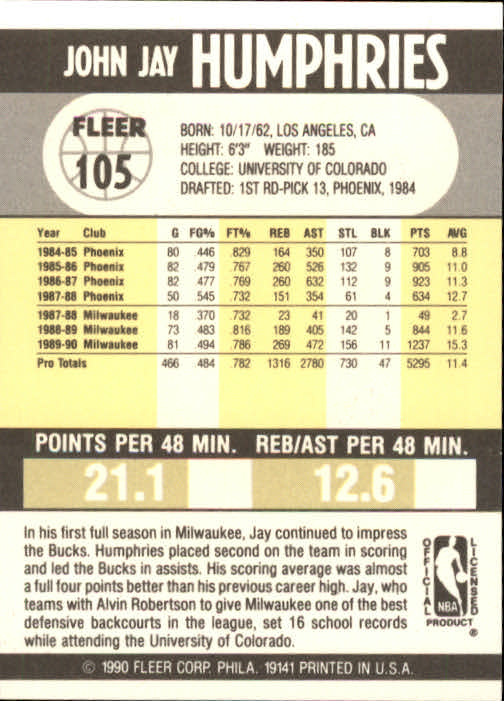 JOHN JAY HUMPHRIES
FLEER
105
BORN: 10/17/62, LOS ANGELES, CA
HEIGHT: 6'3" WEIGHT: 185
COLLEGE: UNIVERSITY OF COLORADO
DRAFTED: 1ST RD-PICK 13, PHOENIX, 1984
Year Club G FG% FT% REB AST STL BLK PTS AVG
1984-85 Phoenix 80 .446 .829 164 350 107 8 703 8.8
1985-86 Phoenix 82 .479 .767 260 526 132 9 905 11.0
1986-87 Phoenix 82 .477 .769 260 632 112 9 923 11.3
1987-88 Phoenix 50 .545 .732 151 354 61 4 634 12.7
1987-88 Milwaukee 18 .370 .732 23 41 20 1 49 2.7
1988-89 Milwaukee 73 .483 .816 189 405 142 5 844 11.6
1989-90 Milwaukee 81 .494 .786 269 472 156 11 1237 15.3
Pro Totals 466 .484 .782 1316 2780 730 47 5295 11.4
POINTS PER 48 MIN. REB/AST PER 48 MIN.
21.1 12.6
In his first full season in Milwaukee, Jay continued to impress
the Bucks. Humphries placed second on the team in scoring
and led the Bucks in assists. His scoring average was almost
a full four points better than his previous career high. Jay, who
teams with Alvin Robertson to give Milwaukee one of the best
defensive backcourts in the league, set 16 school records
while attending the University of Colorado.
OFFICIAL
LICENSED
NBA
PRODUCT ®
© 1990 FLEER CORP. PHILA. 19141 PRINTED IN U.S.A.